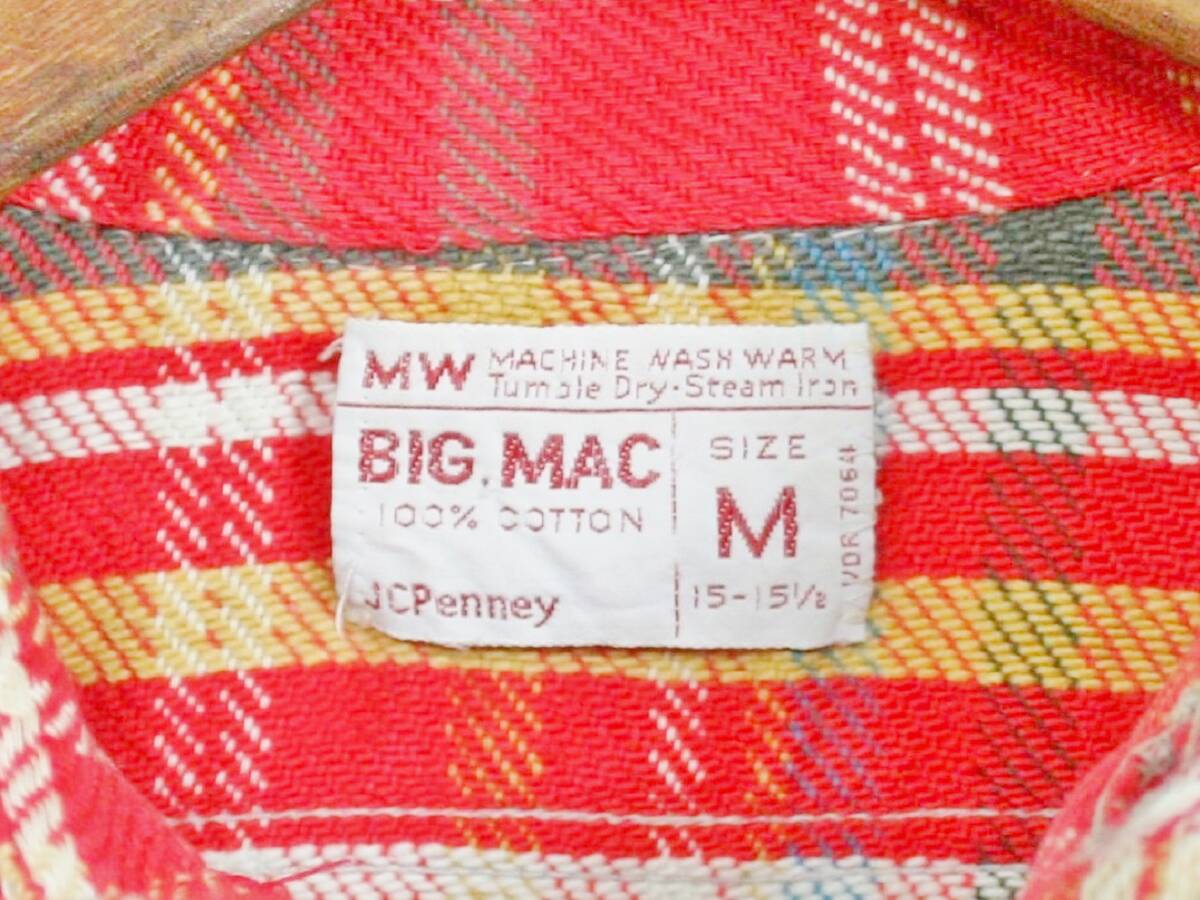 MW MACHINE WASH WARM
Tumble Dry·Steam Iron
BIG.MAC
100% COTTON
JCPenney
SIZE
M
15-15½
VDR 7064